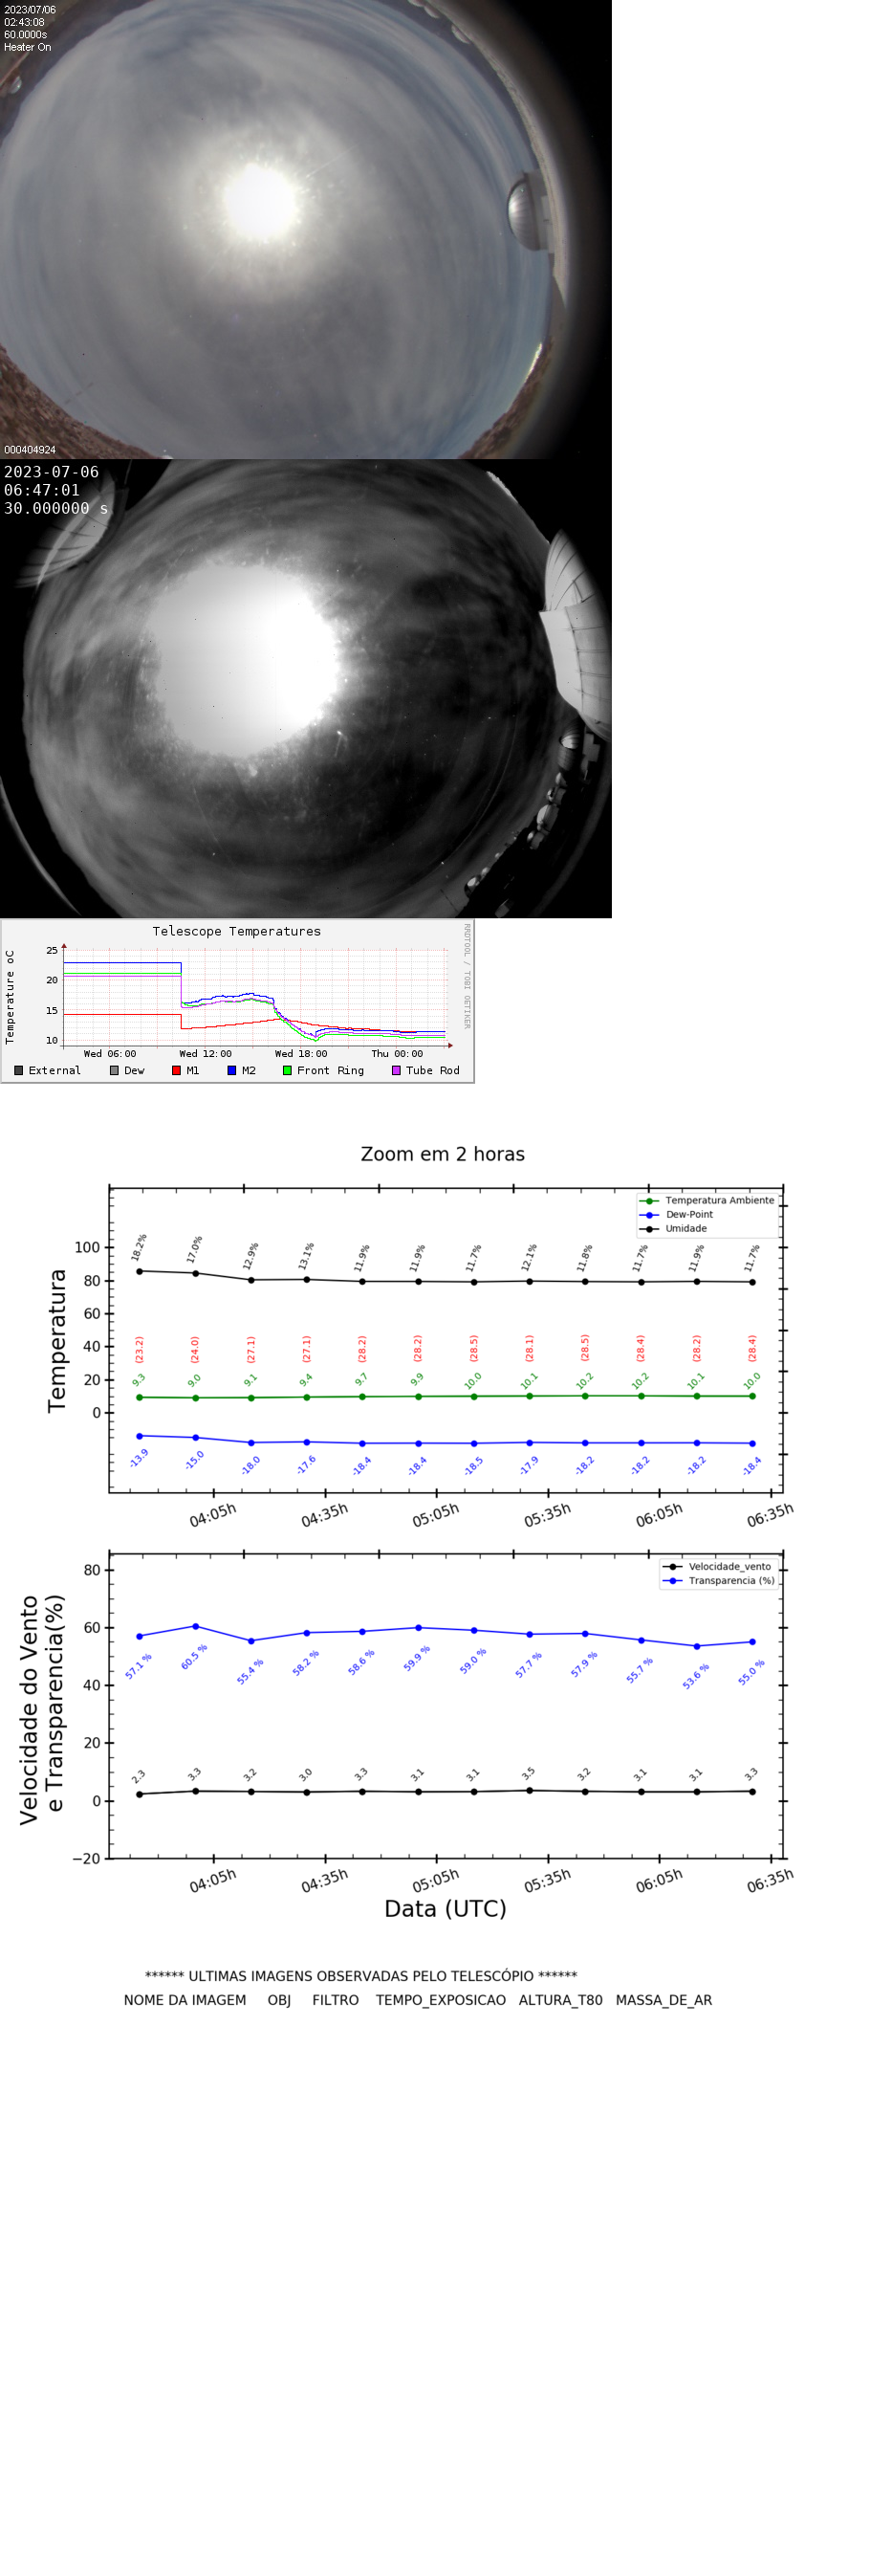 2023/07/06
02:43:08
60.0000s
Heater On
000404924
2023-07-06
06:47:01
30.000000 s
Telescope Temperatures
RRDTOOL / TOBI OETIKER
Temperature oC
25
20
15
10
Wed 06:00 Wed 12:00 Wed 18:00 Thu 00:00
External Dew M1 M2 Front Ring Tube Rod
Zoom em 2 horas
Temperatura Ambiente
Dew-Point
Umidade
Temperatura
100
80
60
40
20
0
18.2% 17.0% 12.9% 13.1% 11.9% 11.9% 11.7% 12.1% 11.8% 11.7% 11.9% 11.7%
(23.2) (24.0) (27.1) (27.1) (28.2) (28.2) (28.5) (28.1) (28.5) (28.4) (28.2) (28.4)
9.3 9.0 9.1 9.4 9.7 9.9 10.0 10.1 10.2 10.2 10.1 10.0
-13.9 -15.0 -18.0 -17.6 -18.4 -18.4 -18.5 -17.9 -18.2 -18.2 -18.2 -18.4
04:05h 04:35h 05:05h 05:35h 06:05h 06:35h
Velocidade_vento
Transparencia (%)
Velocidade do Vento
e Transparencia(%)
80
60
40
20
0
−20
57.1 % 60.5 % 55.4 % 58.2 % 58.6 % 59.9 % 59.0 % 57.7 % 57.9 % 55.7 % 53.6 % 55.0 %
2.3 3.3 3.2 3.0 3.3 3.1 3.1 3.5 3.2 3.1 3.1 3.3
04:05h 04:35h 05:05h 05:35h 06:05h 06:35h
Data (UTC)
****** ULTIMAS IMAGENS OBSERVADAS PELO TELESCÓPIO ******
NOME DA IMAGEM OBJ FILTRO TEMPO_EXPOSICAO ALTURA_T80 MASSA_DE_AR